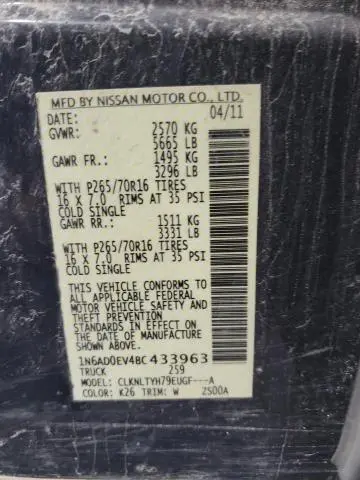 MFD BY NISSAN MOTOR CO., LTD.
DATE: 04/11
GVWR: 2570 KG
5665 LB
GAWR FR.: 1495 KG
3296 LB
WITH P265/70R16 TIRES
16 X 7.0 RIMS AT 35 PSI
COLD SINGLE
GAWR RR.: 1511 KG
3331 LB
WITH P265/70R16 TIRES
16 X 7.0 RIMS AT 35 PSI
COLD SINGLE
THIS VEHICLE CONFORMS TO
ALL APPLICABLE FEDERAL
MOTOR VEHICLE SAFETY AND
THEFT PREVENTION
STANDARDS IN EFFECT ON
THE DATE OF MANUFACTURE
SHOWN ABOVE
1N6AD0EV4BC433963
TRUCK 259
MODEL: CLKNLTYH79EUGF---A
COLOR: K26 TRIM: W 2S00A